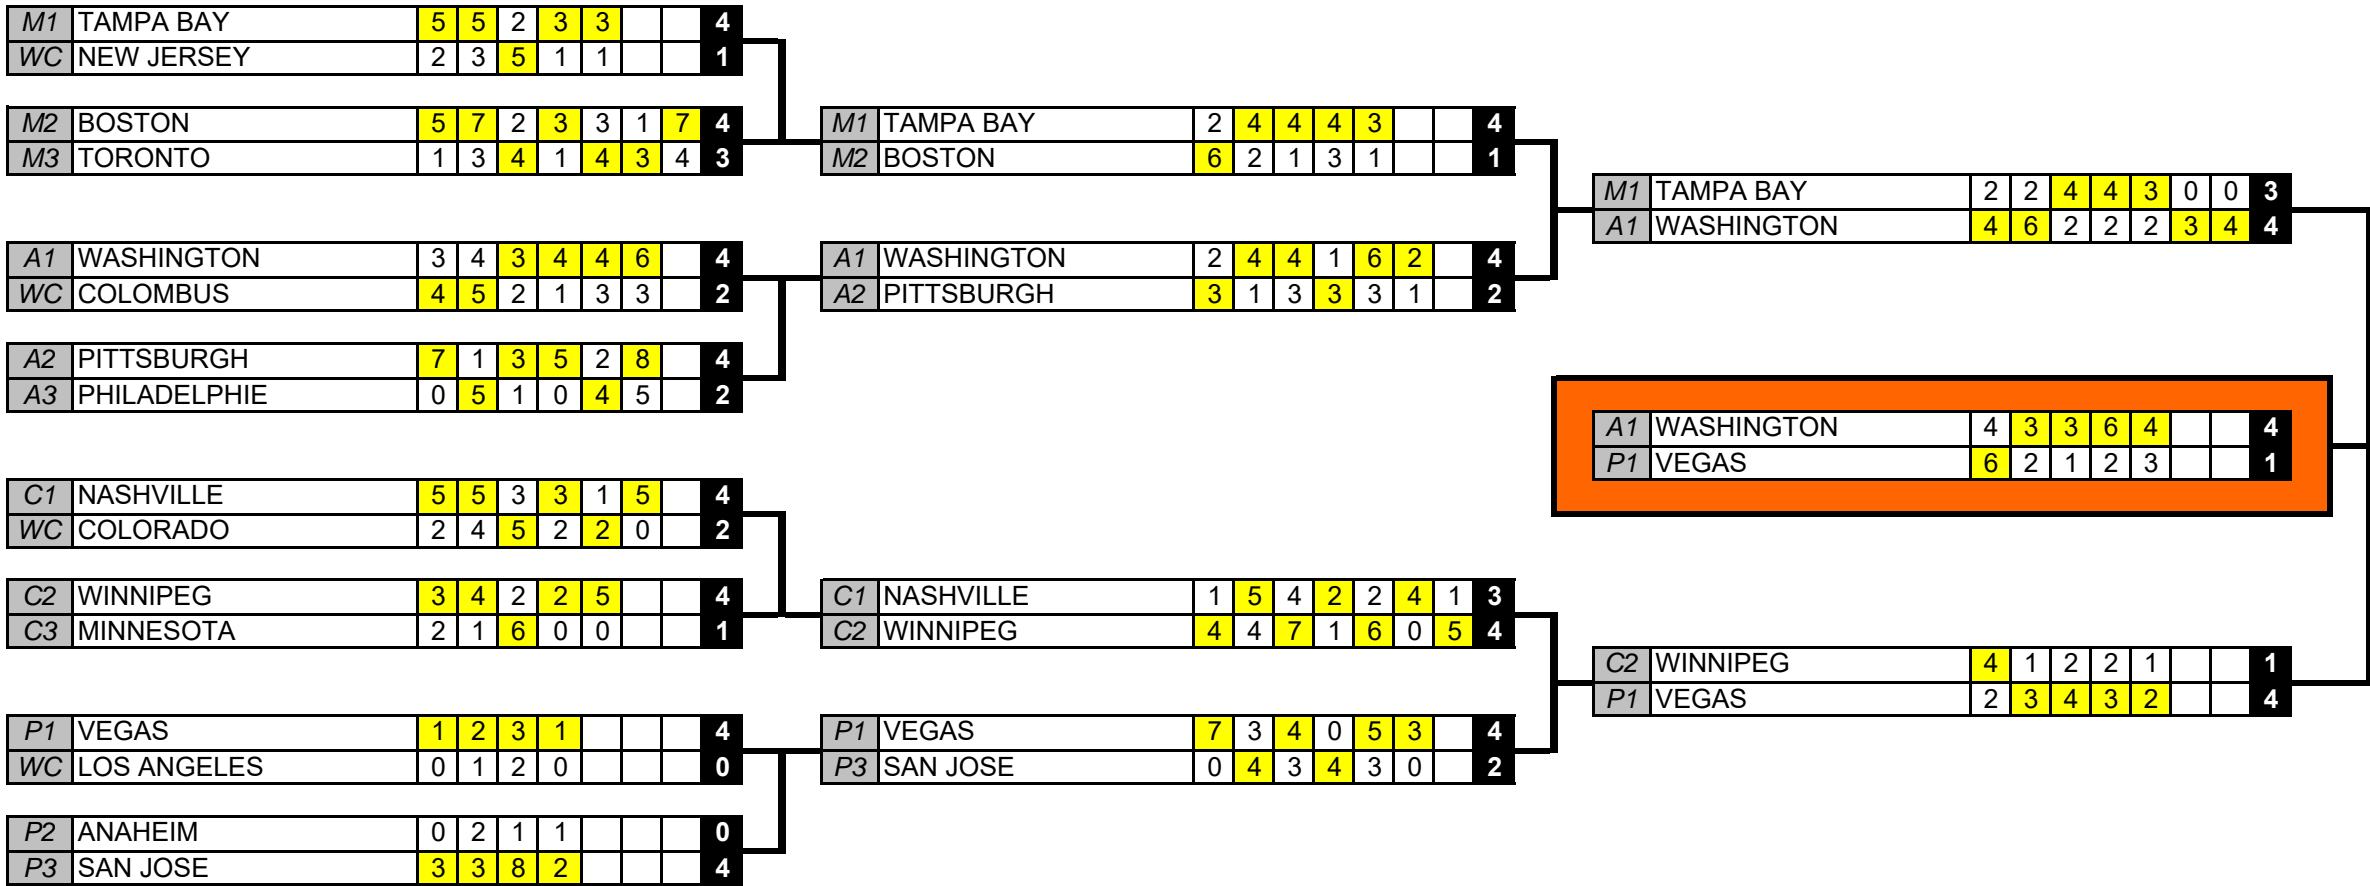 M1 TAMPA BAY 5 5 2 3 3 4
WC NEW JERSEY 2 3 5 1 1 1
M2 BOSTON 5 7 2 3 3 1 7 4
M3 TORONTO 1 3 4 1 4 3 4 3
A1 WASHINGTON 3 4 3 4 4 6 4
WC COLOMBUS 4 5 2 1 3 3 2
A2 PITTSBURGH 7 1 3 5 2 8 4
A3 PHILADELPHIE 0 5 1 0 4 5 2
C1 NASHVILLE 5 5 3 3 1 5 4
WC COLORADO 2 4 5 2 2 0 2
C2 WINNIPEG 3 4 2 2 5 4
C3 MINNESOTA 2 1 6 0 0 1
P1 VEGAS 1 2 3 1 4
WC LOS ANGELES 0 1 2 0 0
P2 ANAHEIM 0 2 1 1 0
P3 SAN JOSE 3 3 8 2 4
M1 TAMPA BAY 2 4 4 4 3 4
M2 BOSTON 6 2 1 3 1 1
A1 WASHINGTON 2 4 4 1 6 2 4
A2 PITTSBURGH 3 1 3 3 3 1 2
C1 NASHVILLE 1 5 4 2 2 4 1 3
C2 WINNIPEG 4 4 7 1 6 0 5 4
P1 VEGAS 7 3 4 0 5 3 4
P3 SAN JOSE 0 4 3 4 3 0 2
M1 TAMPA BAY 2 2 4 4 3 0 0 3
A1 WASHINGTON 4 6 2 2 2 3 4 4
A1 WASHINGTON 4 3 3 6 4 4
P1 VEGAS 6 2 1 2 3 1
C2 WINNIPEG 4 1 2 2 1 1
P1 VEGAS 2 3 4 3 2 4